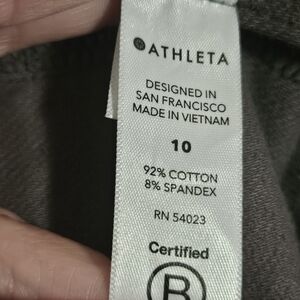 ATHLETA
DESIGNED IN
SAN FRANCISCO
MADE IN VIETNAM
10
92% COTTON
8% SPANDEX
RN 54023
Certified
B